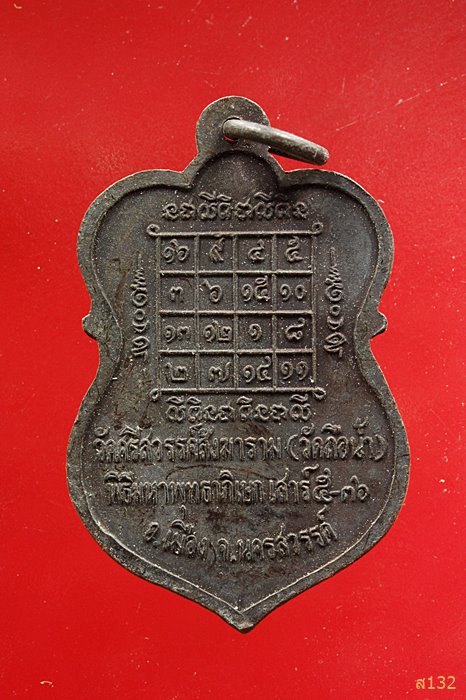 ๑๖ ๙ ๔ ๕
๓ ๖ ๑๕ ๑๐
๑๓ ๑๒ ๑ ๘
๒ ๗ ๑๔ ๑๑
วัดศรีสวรรค์สังฆาราม (วัดถือน้ำ)
พิธีมหาพุทธาภิเษก เสาร์๕
อ.เมือง จ.นครสวรรค์
ส132